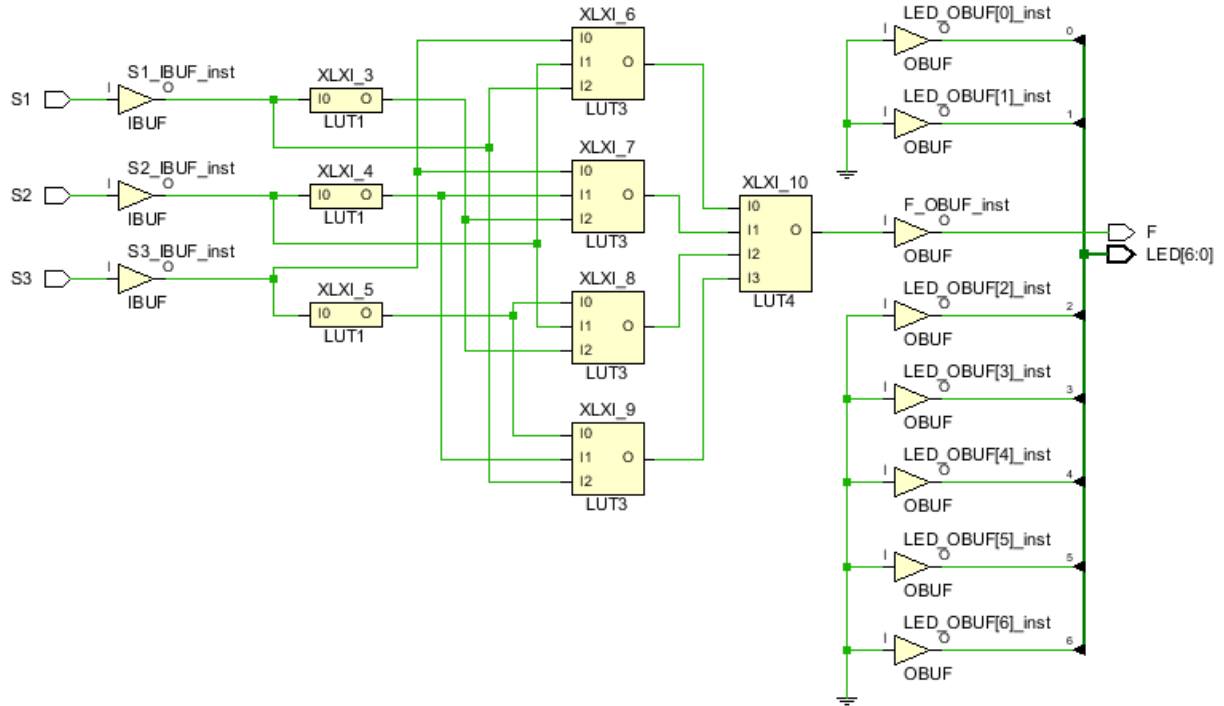 S1
I
S1_IBUF_inst
O
IBUF
S2
I
S2_IBUF_inst
O
IBUF
S3
I
S3_IBUF_inst
O
IBUF
XLXI_3
I0 O
LUT1
XLXI_4
I0 O
LUT1
XLXI_5
I0 O
LUT1
XLXI_6
I0
I1 O
I2
LUT3
XLXI_7
I0
I1 O
I2
LUT3
XLXI_8
I0
I1 O
I2
LUT3
XLXI_9
I0
I1 O
I2
LUT3
XLXI_10
I0
I1 O
I2
I3
LUT4
LED_OBUF[0]_inst
I O 0
OBUF
LED_OBUF[1]_inst
I O 1
OBUF
F_OBUF_inst
I O
OBUF
F
LED[6:0]
LED_OBUF[2]_inst
I O 2
OBUF
LED_OBUF[3]_inst
I O 3
OBUF
LED_OBUF[4]_inst
I O 4
OBUF
LED_OBUF[5]_inst
I O 5
OBUF
LED_OBUF[6]_inst
I O 6
OBUF